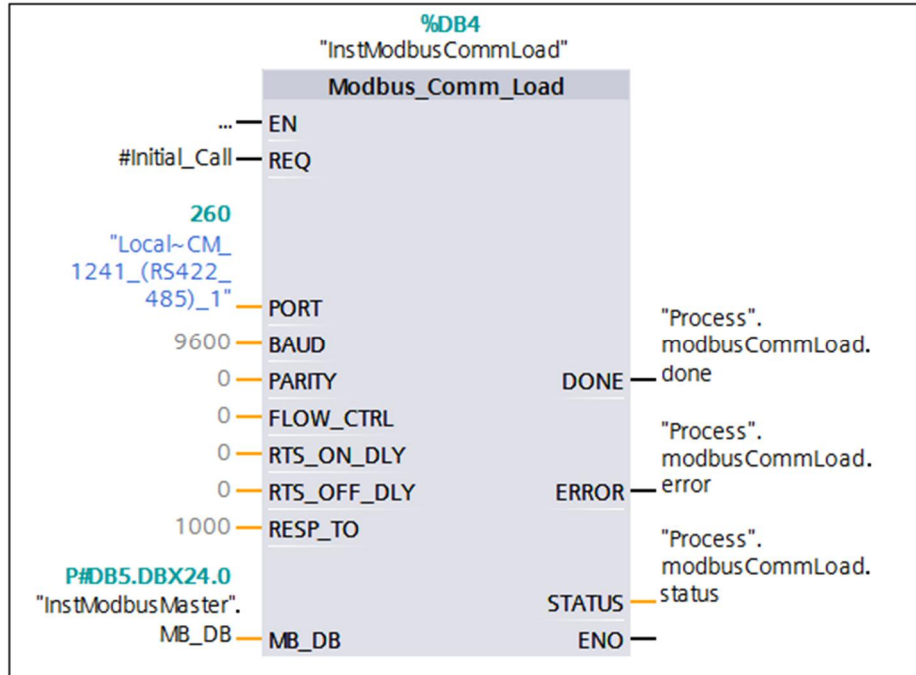 %DB4
"InstModbusCommLoad"
Modbus_Comm_Load
... EN
#Initial_Call REQ
260
"Local~CM_
1241_(RS422_
485)_1" PORT
9600 BAUD
0 PARITY
0 FLOW_CTRL
0 RTS_ON_DLY
0 RTS_OFF_DLY
1000 RESP_TO
P#DB5.DBX24.0
"InstModbusMaster".
MB_DB MB_DB
"Process".
modbusCommLoad.
DONE done
"Process".
modbusCommLoad.
ERROR error
"Process".
modbusCommLoad.
STATUS status
ENO